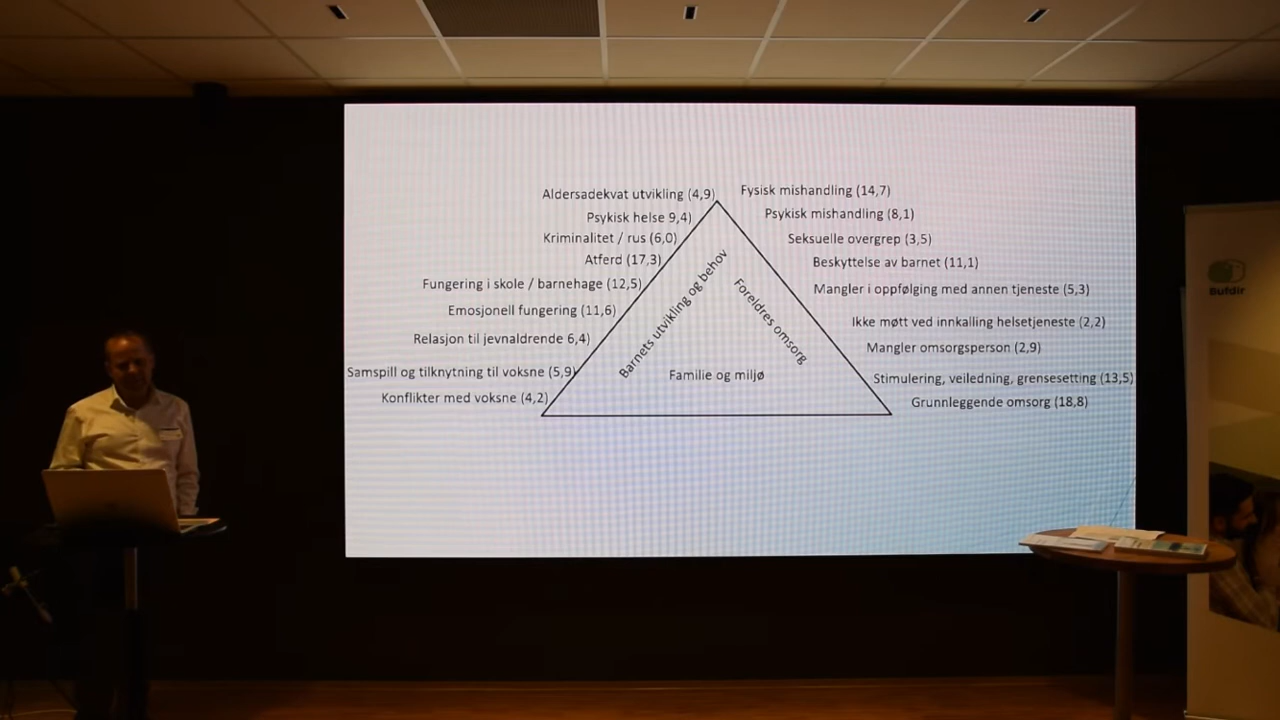 Aldersadekvat utvikling (4,9)
Psykisk helse 9,4)
Kriminalitet / rus (6,0)
Atferd (17,3)
Fungering i skole / barnehage (12,5)
Emosjonell fungering (11,6)
Relasjon til jevnaldrende 6,4)
Samspill og tilknytning til voksne (5,9)
Konflikter med voksne (4,2)
Barnets utvikling og behov
Foreldres omsorg
Familie og miljø
Fysisk mishandling (14,7)
Psykisk mishandling (8,1)
Seksuelle overgrep (3,5)
Beskyttelse av barnet (11,1)
Mangler i oppfølging med annen tjeneste (5,3)
Ikke møtt ved innkalling helsetjeneste (2,2)
Mangler omsorgsperson (2,9)
Stimulering, veiledning, grensesetting (13,5)
Grunnleggende omsorg (18,8)
Bufdir